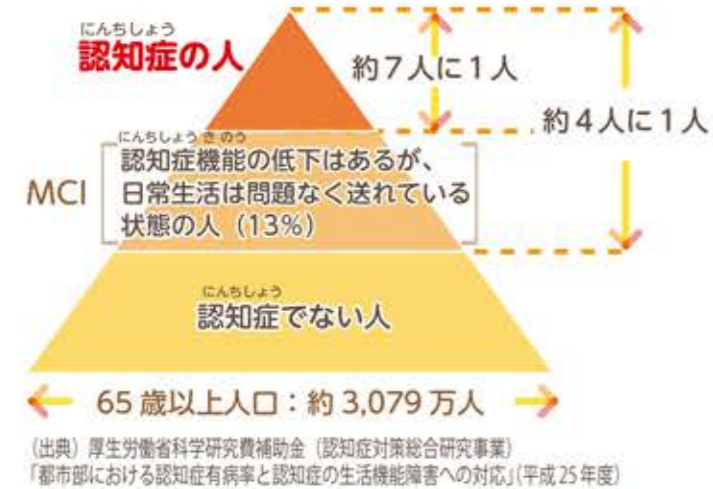 にんちしょう
認知症の人
約7人に1人
約4人に1人
MCI
にんちしょうきのう
認知症機能の低下はあるが、
日常生活は問題なく送れている
状態の人（13%）
にんちしょう
認知症でない人
65歳以上人口：約3,079万人
（出典）厚生労働省科学研究費補助金（認知症対策総合研究事業）
「都市部における認知症有病率と認知症の生活機能障害への対応」（平成25年度）